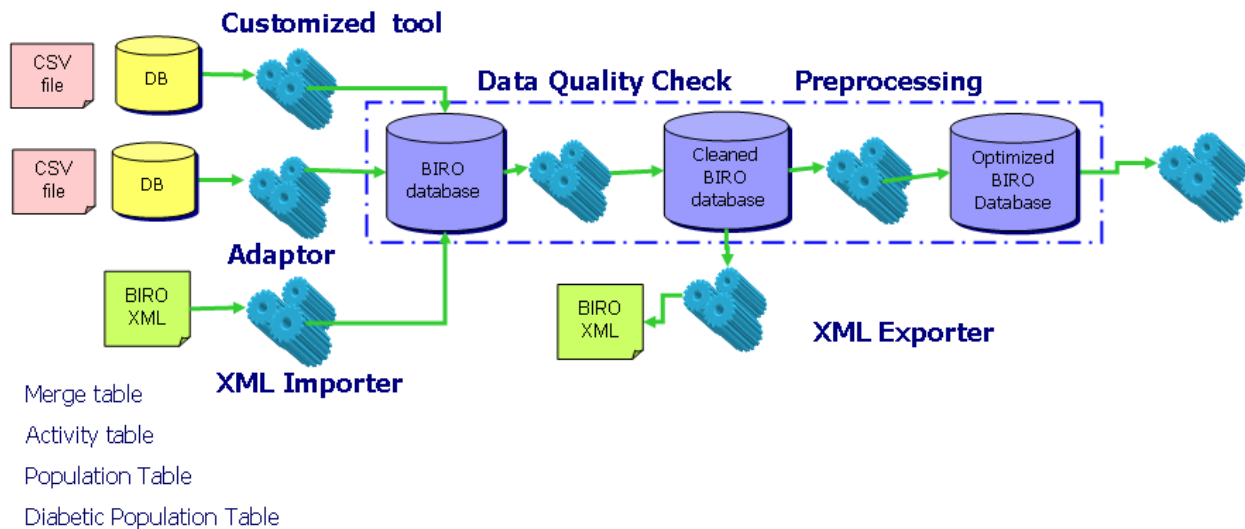 Customized tool
CSV
file
DB
Data Quality Check
Preprocessing
CSV
file
DB
BIRO
database
Cleaned
BIRO
database
Optimized
BIRO
Database
Adaptor
BIRO
XML
BIRO
XML
XML Exporter
XML Importer
Merge table
Activity table
Population Table
Diabetic Population Table